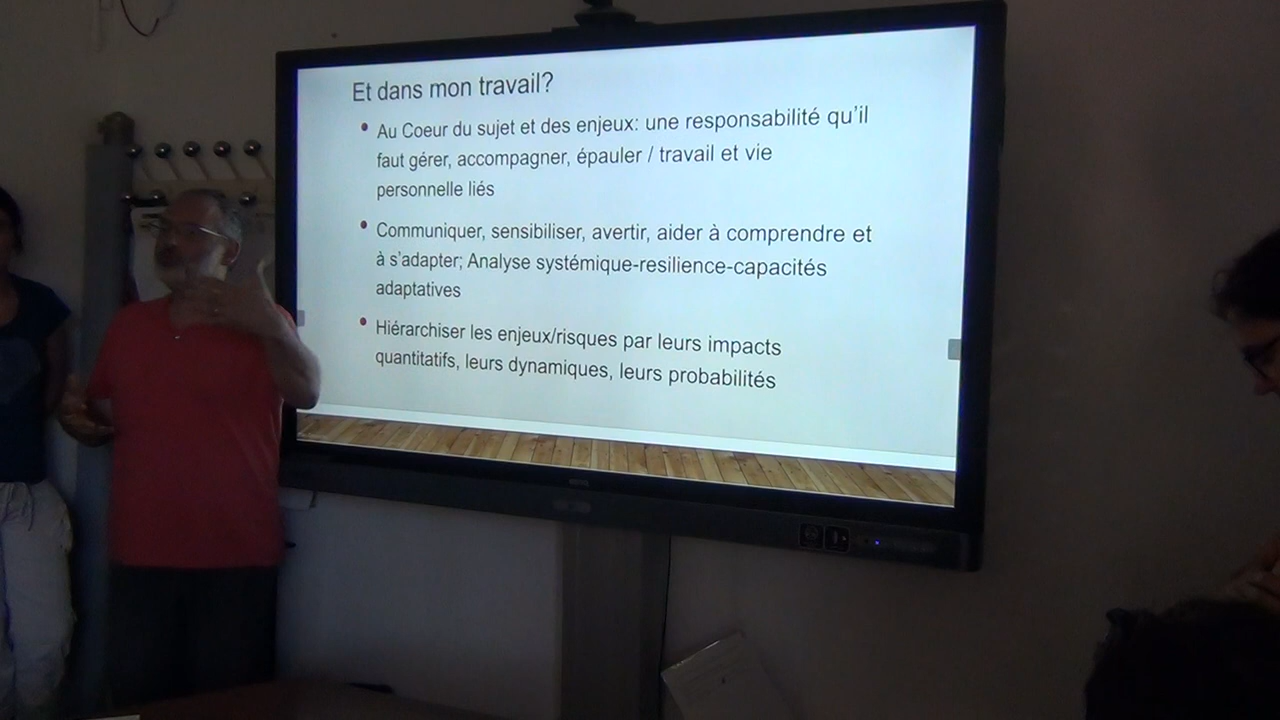 Et dans mon travail?
• Au Coeur du sujet et des enjeux: une responsabilité qu'il
faut gérer, accompagner, épauler / travail et vie
personnelle liés
• Communiquer, sensibiliser, avertir, aider à comprendre et
à s'adapter; Analyse systémique-resilience-capacités
adaptatives
• Hiérarchiser les enjeux/risques par leurs impacts
quantitatifs, leurs dynamiques, leurs probabilités